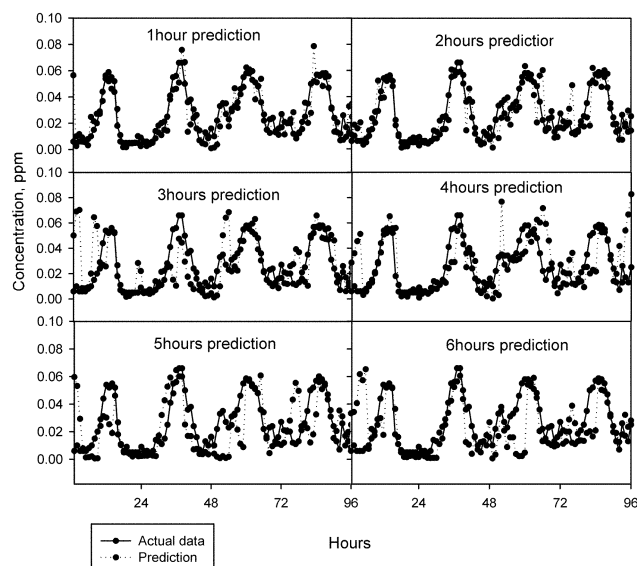 0.10
1hour prediction
2hours predictior
0.08
0.06
0.04
0.02
0.00
0.10
3hours prediction
4hours prediction
0.08
0.06
0.04
0.02
0.00
0.10
5hours prediction
6hours prediction
0.08
0.06
0.04
0.02
0.00
Concentration, ppm
24 48 72 96 24 48 72 96
Hours
Actual data
Prediction